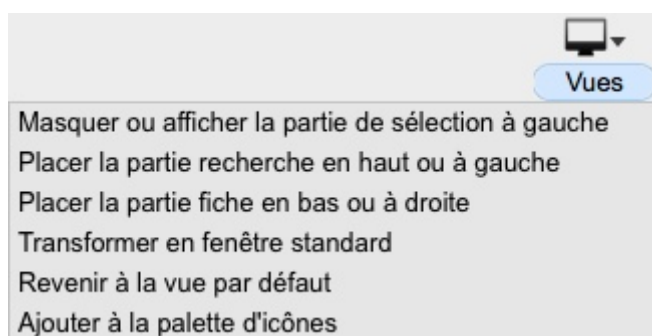 Vues
Masquer ou afficher la partie de sélection à gauche
Placer la partie recherche en haut ou à gauche
Placer la partie fiche en bas ou à droite
Transformer en fenêtre standard
Revenir à la vue par défaut
Ajouter à la palette d'icônes